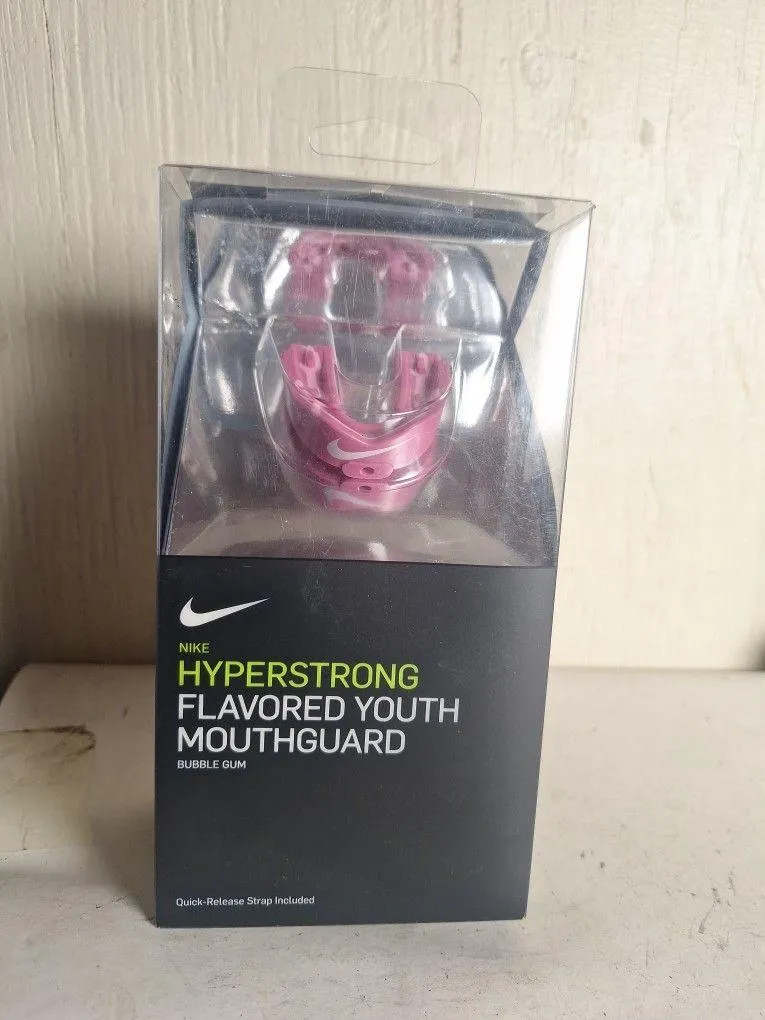 NIKE
HYPERSTRONG
FLAVORED YOUTH
MOUTHGUARD
BUBBLE GUM
Quick-Release Strap Included